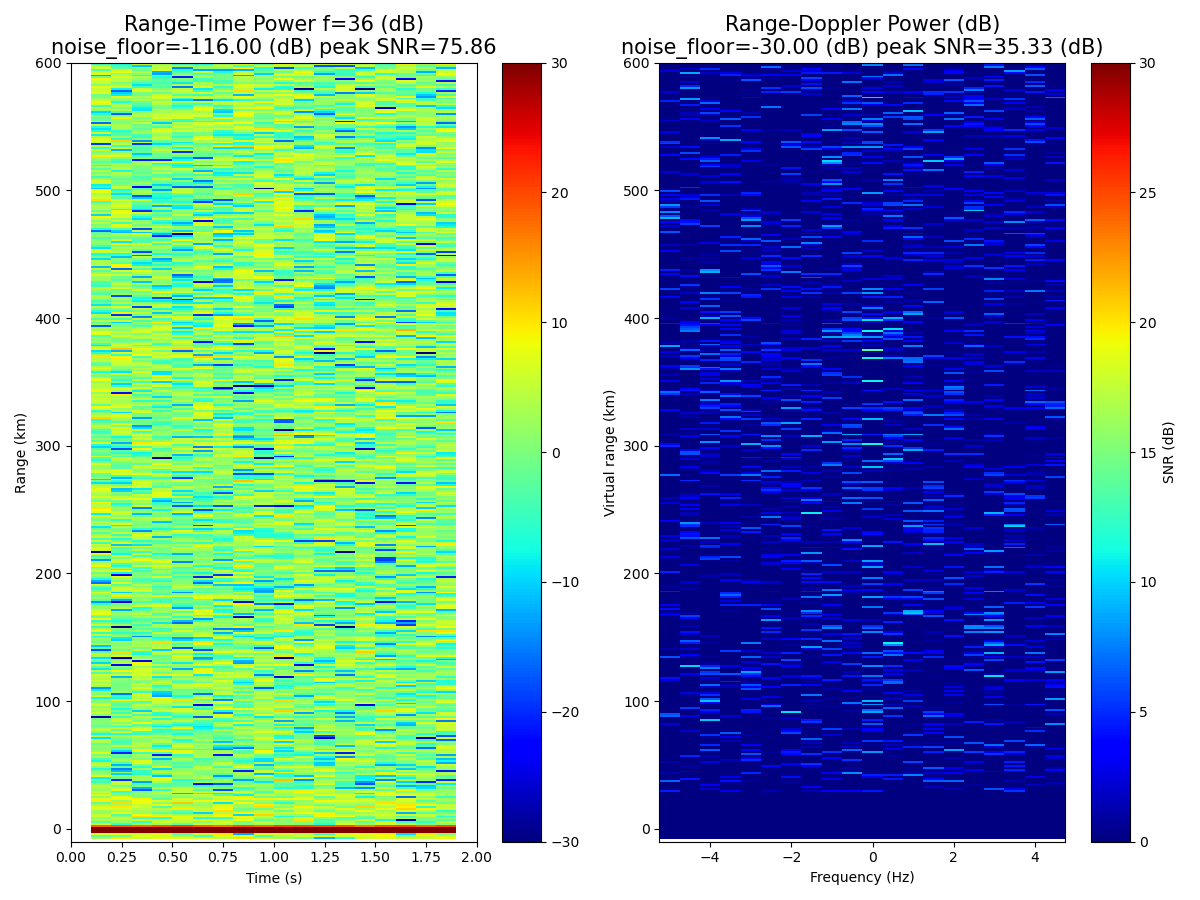 Range-Time Power f=36 (dB)
noise_floor=-116.00 (dB) peak SNR=75.86
Range (km)
600
500
400
300
200
100
0
0.00 0.25 0.50 0.75 1.00 1.25 1.50 1.75 2.00
Time (s)
30
20
10
0
−10
−20
−30
Range-Doppler Power (dB)
noise_floor=-30.00 (dB) peak SNR=35.33 (dB)
Virtual range (km)
600
500
400
300
200
100
0
−4 −2 0 2 4
Frequency (Hz)
30
25
20
15
10
5
0
SNR (dB)